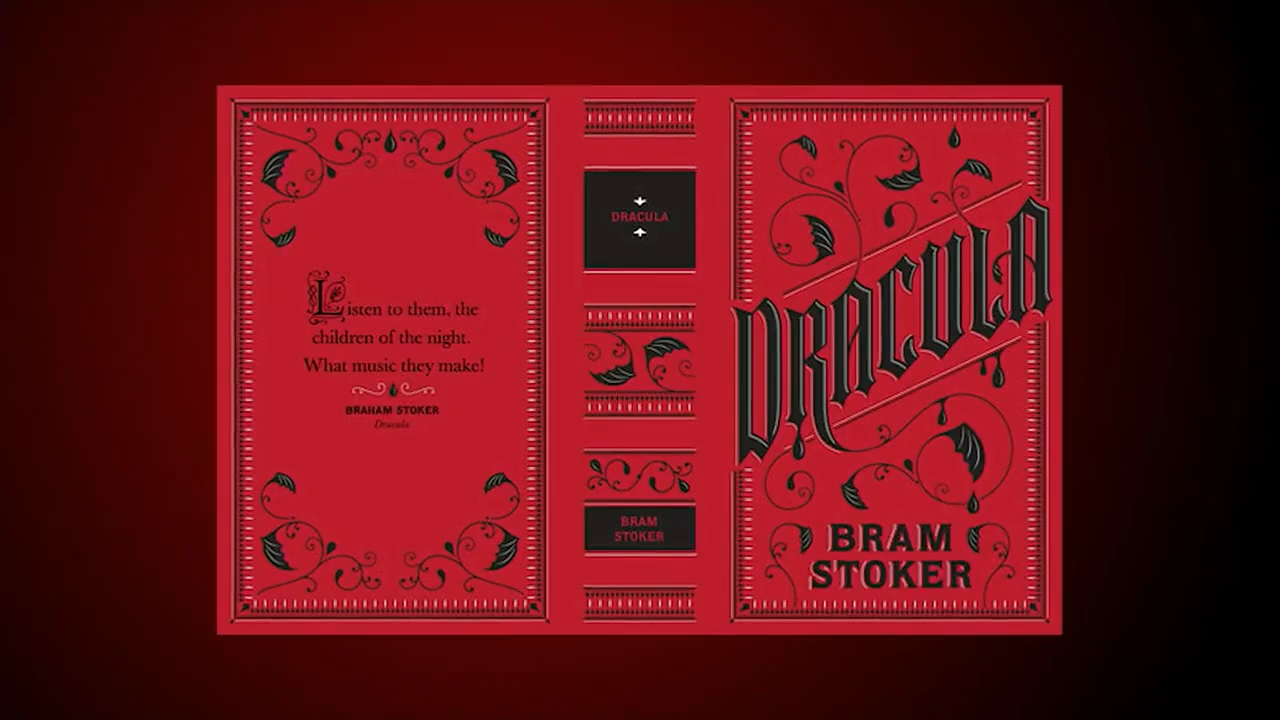 Listen to them, the
children of the night.
What music they make!
BRAHAM STOKER
Dracula
DRACULA
BRAM
STOKER
DRACULA
BRAM
STOKER